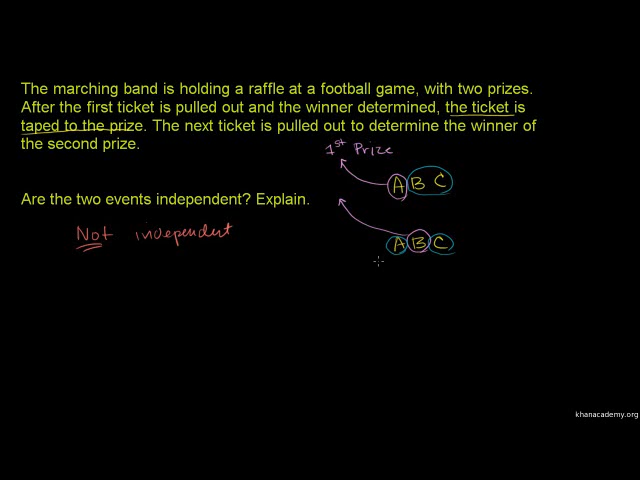 The marching band is holding a raffle at a football game, with two prizes.
After the first ticket is pulled out and the winner determined, the ticket is
taped to the prize. The next ticket is pulled out to determine the winner of
the second prize.
1st Prize
A B C
Are the two events independent? Explain.
Not independent
A B C
khanacademy.org